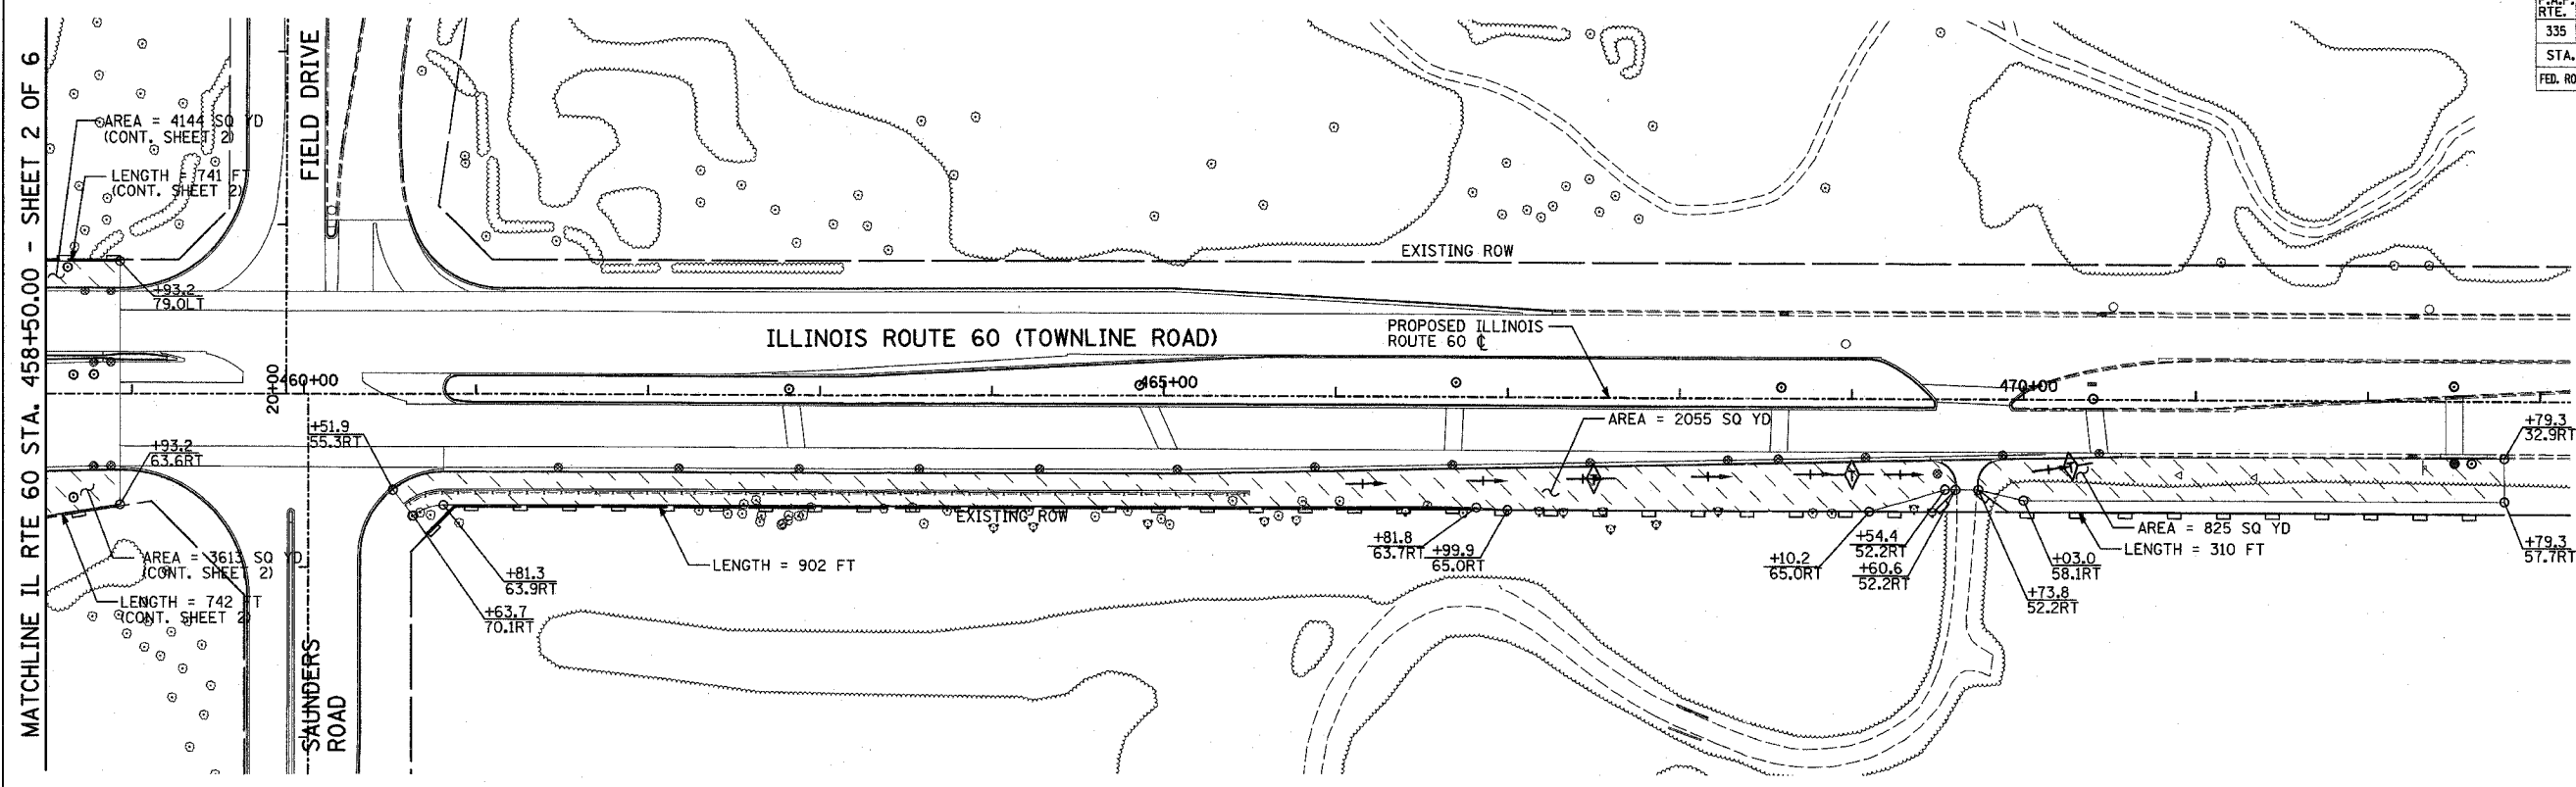 MATCHLINE IL RTE 60 STA. 458+50.00 - SHEET 2 OF 6
AREA = 4144 SQ YD
(CONT. SHEET 2)
LENGTH = 741 FT
(CONT. SHEET 2)
+93.2
79.0LT
FIELD DRIVE
RTE.
335
STA.
FED. RO
EXISTING ROW
ILLINOIS ROUTE 60 (TOWNLINE ROAD)
PROPOSED ILLINOIS
ROUTE 60 ℄
20+00
460+00
465+00
470+00
+51.9
55.3RT
+93.2
63.6RT
AREA = 2055 SQ YD
+79.3
32.9RT
EXISTING ROW
AREA = 3613 SQ YD
(CONT. SHEET 2)
LENGTH = 742 FT
(CONT. SHEET 2)
+81.3
63.9RT
+63.7
70.1RT
LENGTH = 902 FT
+81.8
63.7RT
+99.9
65.0RT
+10.2
65.0RT
+54.4
52.2RT
+60.6
52.2RT
+73.8
52.2RT
+03.0
58.1RT
AREA = 825 SQ YD
LENGTH = 310 FT
+79.3
57.7RT
SAUNDERS
ROAD